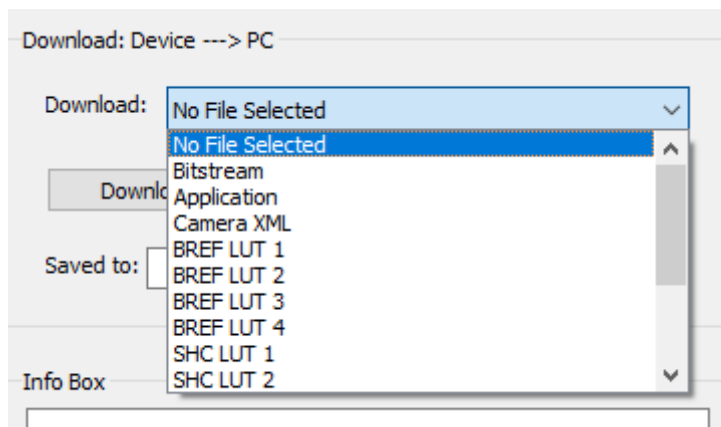 Download: Device ---> PC
Download:
No File Selected
No File Selected
Bitstream
Application
Camera XML
BREF LUT 1
BREF LUT 2
BREF LUT 3
BREF LUT 4
SHC LUT 1
SHC LUT 2
Saved to:
Info Box